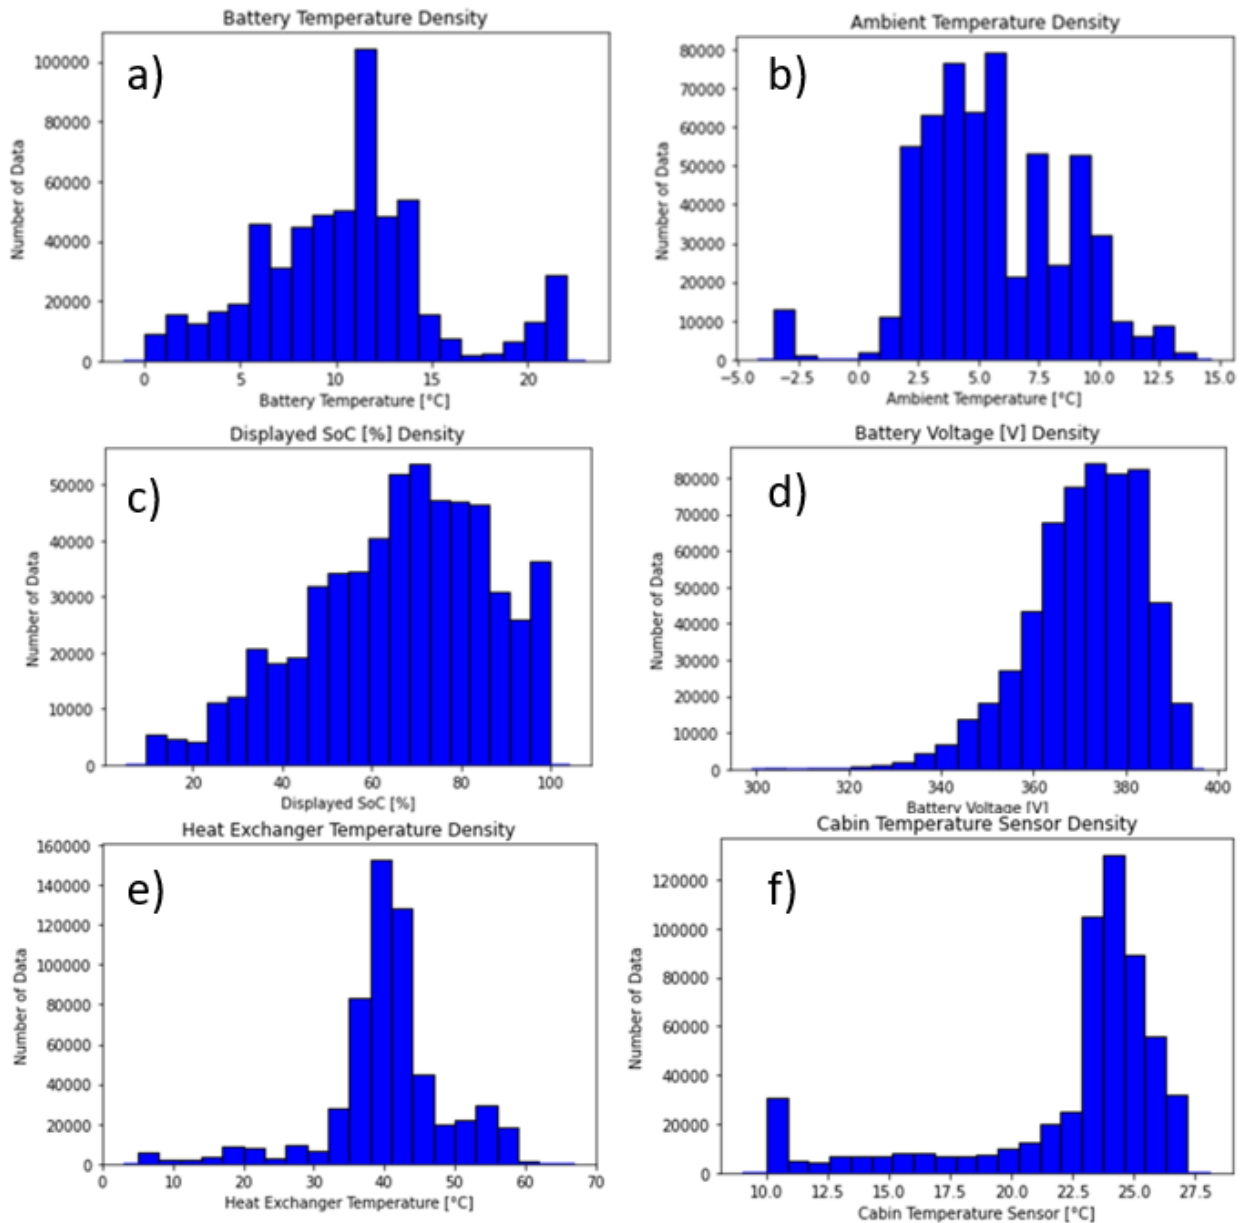 Battery Temperature Density
a)
Number of Data
100000
80000
60000
40000
20000
0
0 5 10 15 20
Battery Temperature [°C]
Ambient Temperature Density
b)
Number of Data
80000
70000
60000
50000
40000
30000
20000
10000
0
−5.0 −2.5 0.0 2.5 5.0 7.5 10.0 12.5 15.0
Ambient Temperature [°C]
Displayed SoC [%] Density
c)
Number of Data
50000
40000
30000
20000
10000
0
20 40 60 80 100
Displayed SoC [%]
Battery Voltage [V] Density
d)
Number of Data
80000
70000
60000
50000
40000
30000
20000
10000
0
300 320 340 360 380 400
Battery Voltage [V]
Heat Exchanger Temperature Density
e)
Number of Data
160000
140000
120000
100000
80000
60000
40000
20000
0
0 10 20 30 40 50 60 70
Heat Exchanger Temperature [°C]
Cabin Temperature Sensor Density
f)
Number of Data
120000
100000
80000
60000
40000
20000
0
10.0 12.5 15.0 17.5 20.0 22.5 25.0 27.5
Cabin Temperature Sensor [°C]